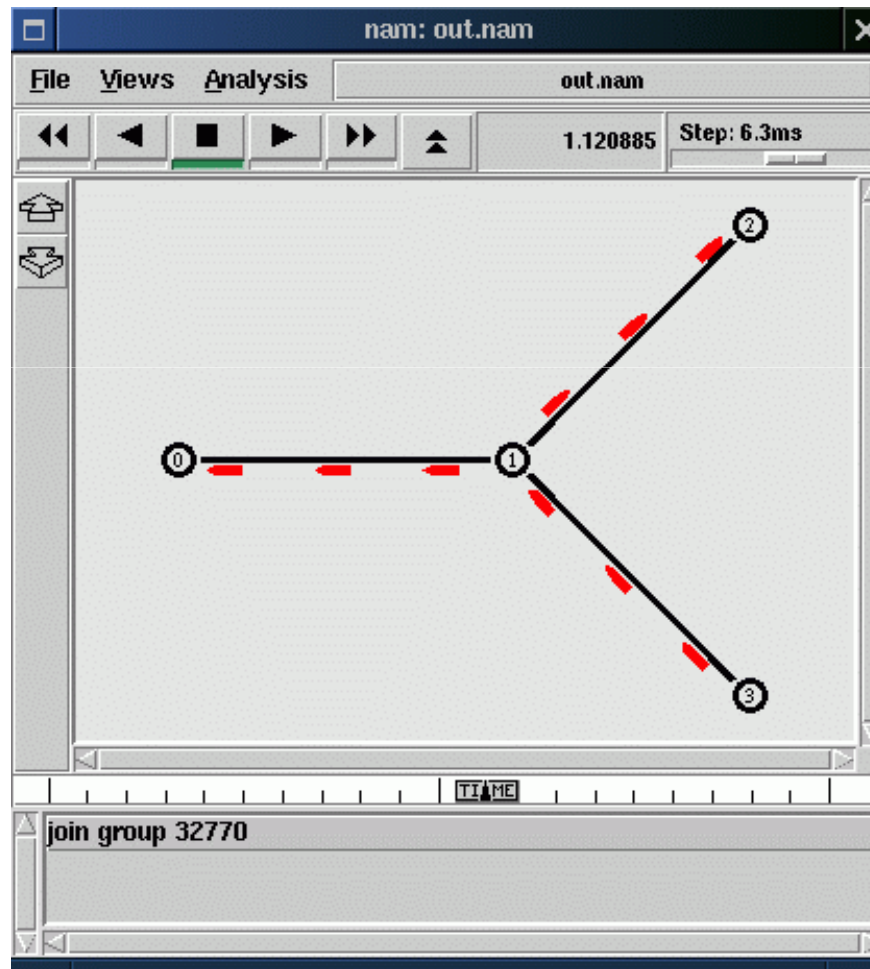 nam: out.nam
File Views Analysis out.nam
1.120885 Step: 6.3ms
2
0 1
3
TIME
join group 32770